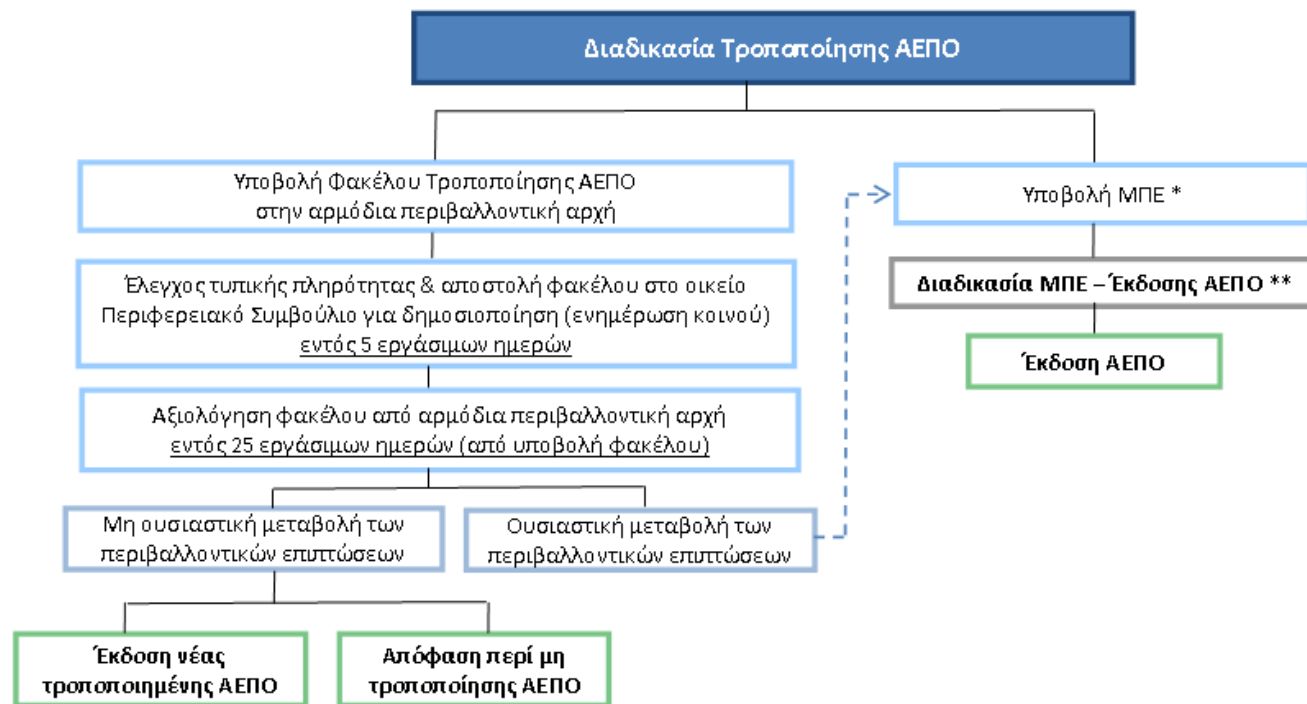 Διαδικασία Τροποποίησης ΑΕΠΟ
Υποβολή Φακέλου Τροποποίησης ΑΕΠΟ
στην αρμόδια περιβαλλοντική αρχή
Υποβολή ΜΠΕ *
Έλεγχος τυπικής πληρότητας & αποστολή φακέλου στο οικείο
Περιφερειακό Συμβούλιο για δημοσιοποίηση (ενημέρωση κοινού)
εντός 5 εργάσιμων ημερών
Διαδικασία ΜΠΕ – Έκδοσης ΑΕΠΟ **
Έκδοση ΑΕΠΟ
Αξιολόγηση φακέλου από αρμόδια περιβαλλοντική αρχή
εντός 25 εργάσιμων ημερών (από υποβολή φακέλου)
Μη ουσιαστική μεταβολή των
περιβαλλοντικών επιπτώσεων
Ουσιαστική μεταβολή των
περιβαλλοντικών επιπτώσεων
Έκδοση νέας
τροποποιημένης ΑΕΠΟ
Απόφαση περί μη
τροποποίησης ΑΕΠΟ